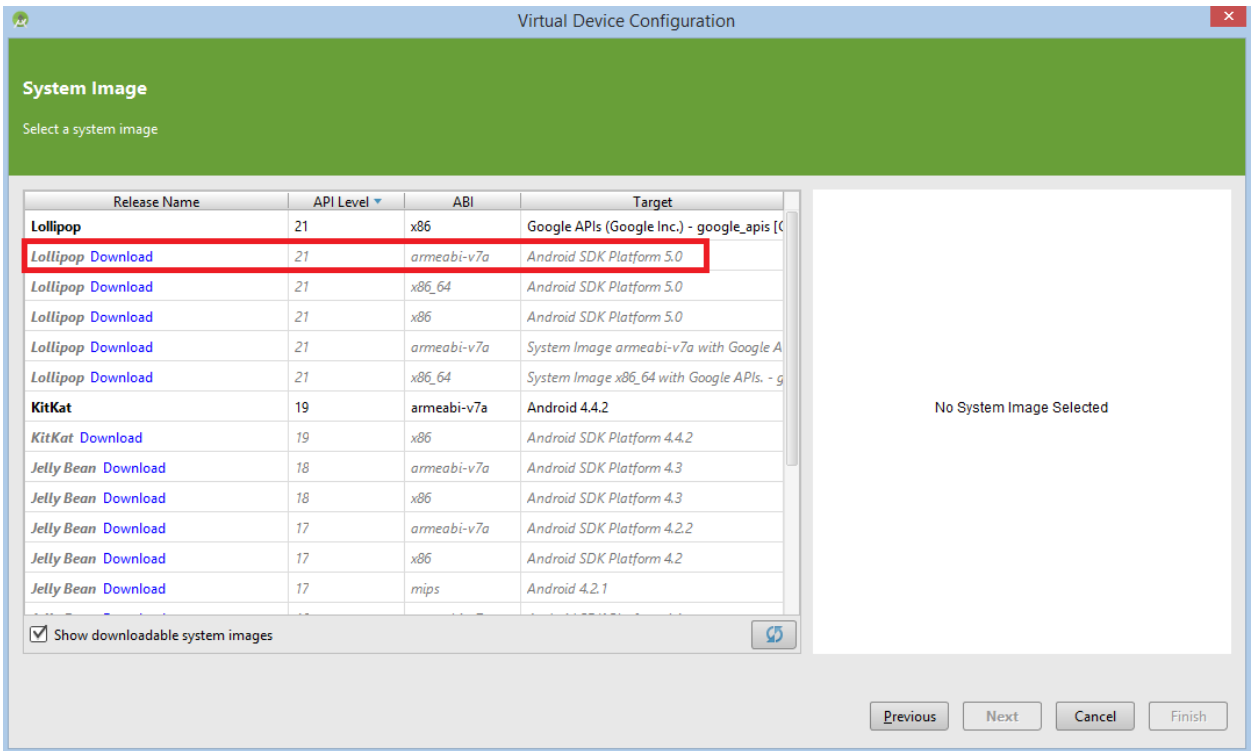 Virtual Device Configuration
System Image
Select a system image
Release Name API Level ABI Target
Lollipop 21 x86 Google APIs (Google Inc.) - google_apis [
Lollipop Download 21 armeabi-v7a Android SDK Platform 5.0
Lollipop Download 21 x86_64 Android SDK Platform 5.0
Lollipop Download 21 x86 Android SDK Platform 5.0
Lollipop Download 21 armeabi-v7a System Image armeabi-v7a with Google A
Lollipop Download 21 x86_64 System Image x86_64 with Google APIs. - g
KitKat 19 armeabi-v7a Android 4.4.2
KitKat Download 19 x86 Android SDK Platform 4.4.2
Jelly Bean Download 18 armeabi-v7a Android SDK Platform 4.3
Jelly Bean Download 18 x86 Android SDK Platform 4.3
Jelly Bean Download 17 armeabi-v7a Android SDK Platform 4.2.2
Jelly Bean Download 17 x86 Android SDK Platform 4.2
Jelly Bean Download 17 mips Android 4.2.1
Show downloadable system images
No System Image Selected
Previous Next Cancel Finish